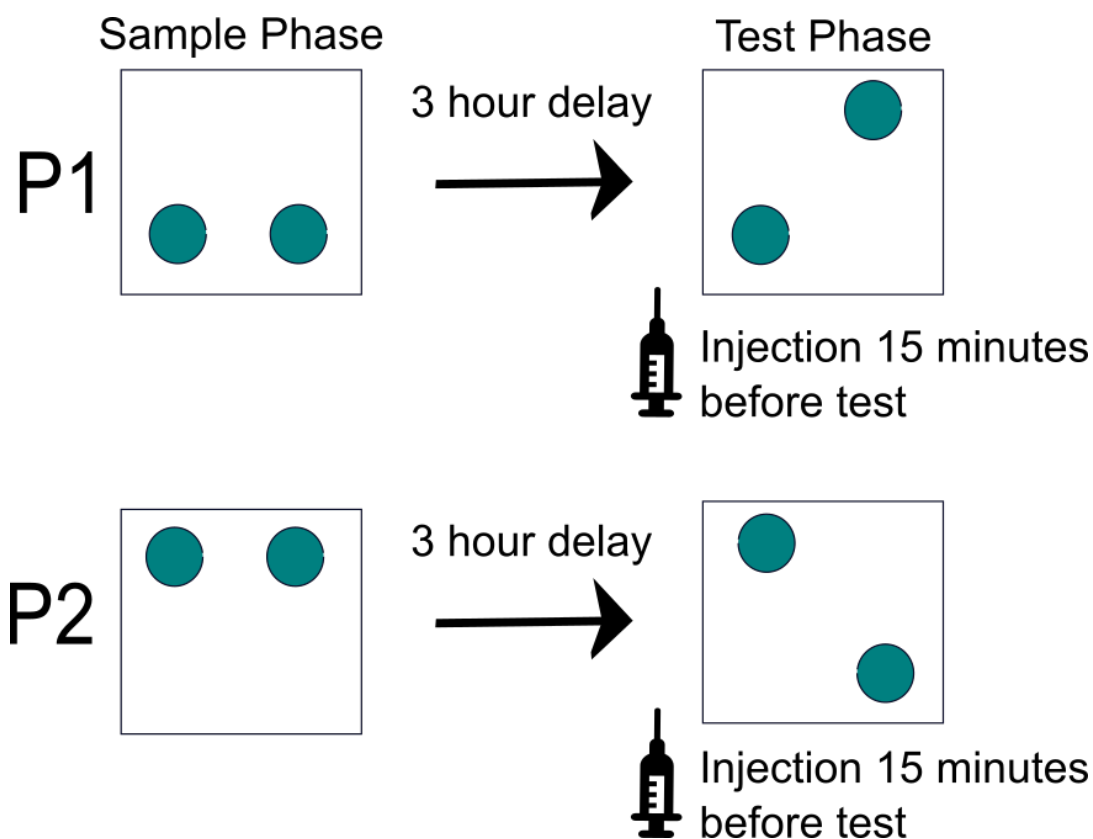 Sample Phase
Test Phase
P1
3 hour delay
Injection 15 minutes
before test
P2
3 hour delay
Injection 15 minutes
before test